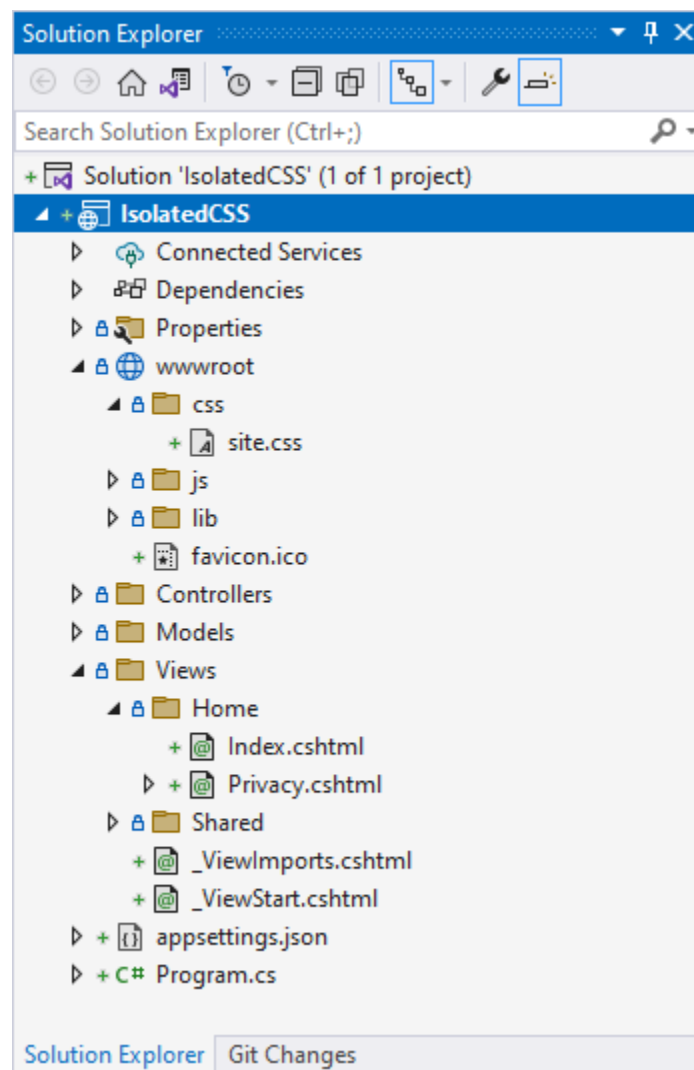 Solution Explorer
Search Solution Explorer (Ctrl+;)
Solution 'IsolatedCSS' (1 of 1 project)
IsolatedCSS
Connected Services
Dependencies
Properties
wwwroot
css
site.css
js
lib
favicon.ico
Controllers
Models
Views
Home
Index.cshtml
Privacy.cshtml
Shared
_ViewImports.cshtml
_ViewStart.cshtml
appsettings.json
C# Program.cs
Solution Explorer Git Changes